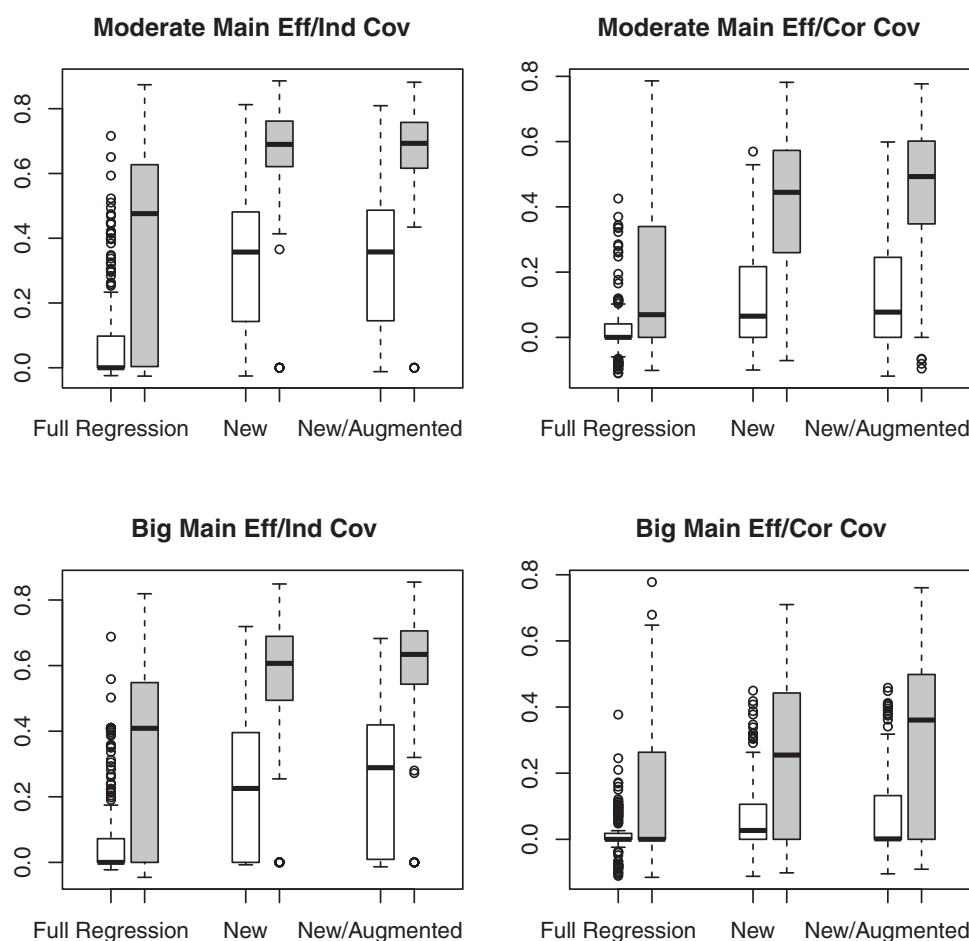 Moderate Main Eff/Ind Cov
0.8
0.6
0.4
0.2
0.0
Full Regression New New/Augmented
Moderate Main Eff/Cor Cov
0.8
0.6
0.4
0.2
0.0
Full Regression New New/Augmented
Big Main Eff/Ind Cov
0.8
0.6
0.4
0.2
0.0
Full Regression New New/Augmented
Big Main Eff/Cor Cov
0.8
0.6
0.4
0.2
0.0
Full Regression New New/Augmented